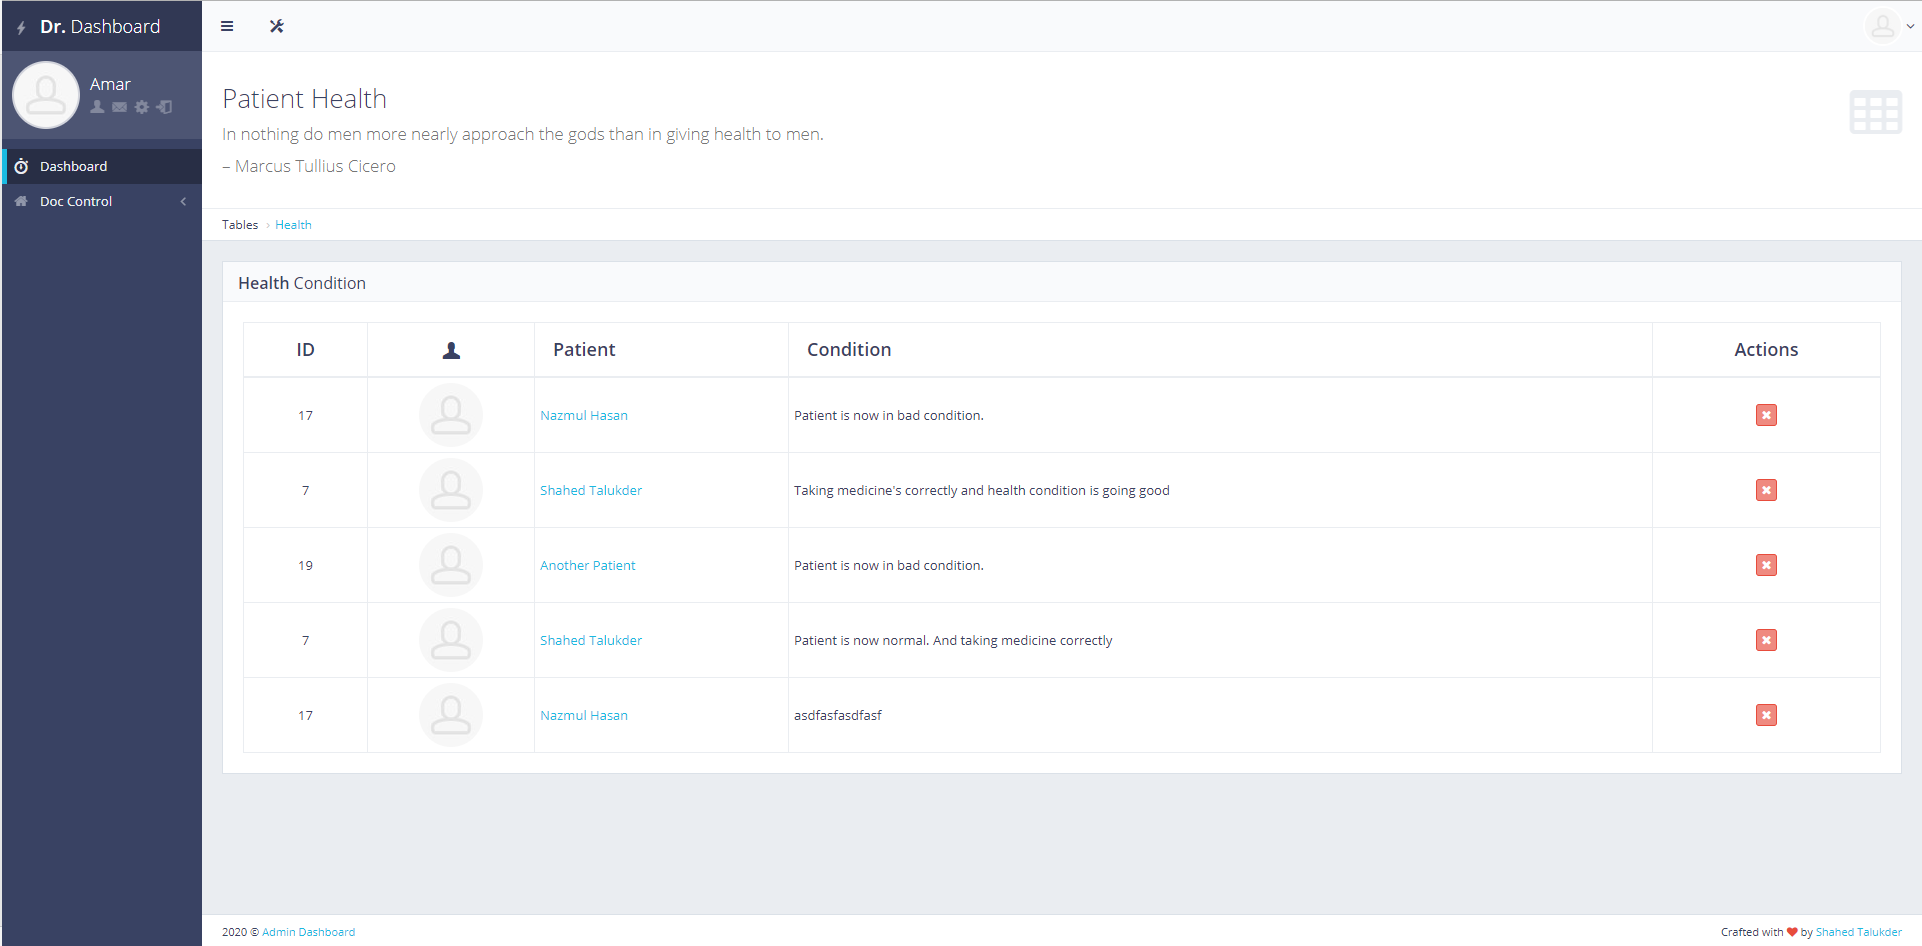 Dr. Dashboard
Amar
Dashboard
Doc Control
Patient Health
In nothing do men more nearly approach the gods than in giving health to men.
– Marcus Tullius Cicero
Tables › Health
Health Condition
ID Patient Condition Actions
17 Nazmul Hasan Patient is now in bad condition.
7 Shahed Talukder Taking medicine's correctly and health condition is going good
19 Another Patient Patient is now in bad condition.
7 Shahed Talukder Patient is now normal. And taking medicine correctly
17 Nazmul Hasan asdfasfasdfasf
2020 © Admin Dashboard
Crafted with ❤ by Shahed Talukder